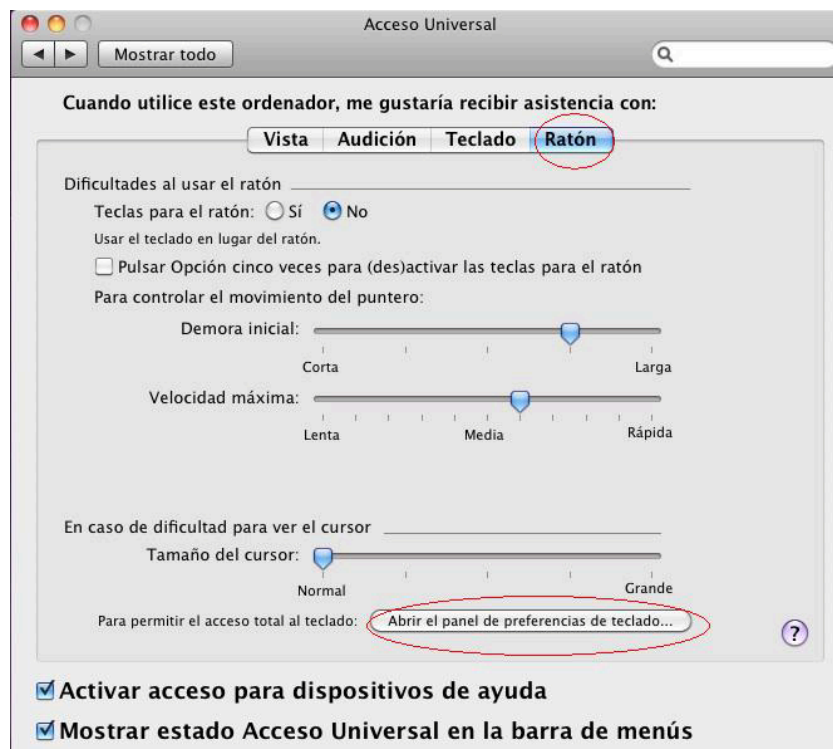 Acceso Universal
Mostrar todo
Cuando utilice este ordenador, me gustaría recibir asistencia con:
Vista Audición Teclado Ratón
Dificultades al usar el ratón
Teclas para el ratón: Sí No
Usar el teclado en lugar del ratón.
Pulsar Opción cinco veces para (des)activar las teclas para el ratón
Para controlar el movimiento del puntero:
Demora inicial:
Corta Larga
Velocidad máxima:
Lenta Media Rápida
En caso de dificultad para ver el cursor
Tamaño del cursor:
Normal Grande
Para permitir el acceso total al teclado: Abrir el panel de preferencias de teclado...
?
Activar acceso para dispositivos de ayuda
Mostrar estado Acceso Universal en la barra de menús